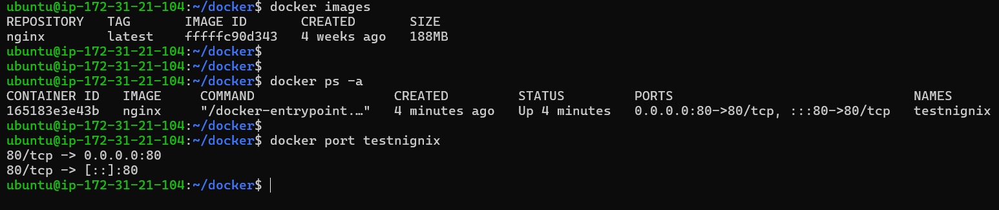 ubuntu@ip-172-31-21-104:~/docker$ docker images
REPOSITORY   TAG       IMAGE ID       CREATED       SIZE
nginx        latest    fffffc90d343   4 weeks ago   188MB
ubuntu@ip-172-31-21-104:~/docker$
ubuntu@ip-172-31-21-104:~/docker$
ubuntu@ip-172-31-21-104:~/docker$ docker ps -a
CONTAINER ID   IMAGE     COMMAND                  CREATED         STATUS         PORTS                               NAMES
165183e3e43b   nginx     "/docker-entrypoint.…"   4 minutes ago   Up 4 minutes   0.0.0.0:80->80/tcp, :::80->80/tcp   testnignix
ubuntu@ip-172-31-21-104:~/docker$
ubuntu@ip-172-31-21-104:~/docker$ docker port testnignix
80/tcp -> 0.0.0.0:80
80/tcp -> [::]:80
ubuntu@ip-172-31-21-104:~/docker$